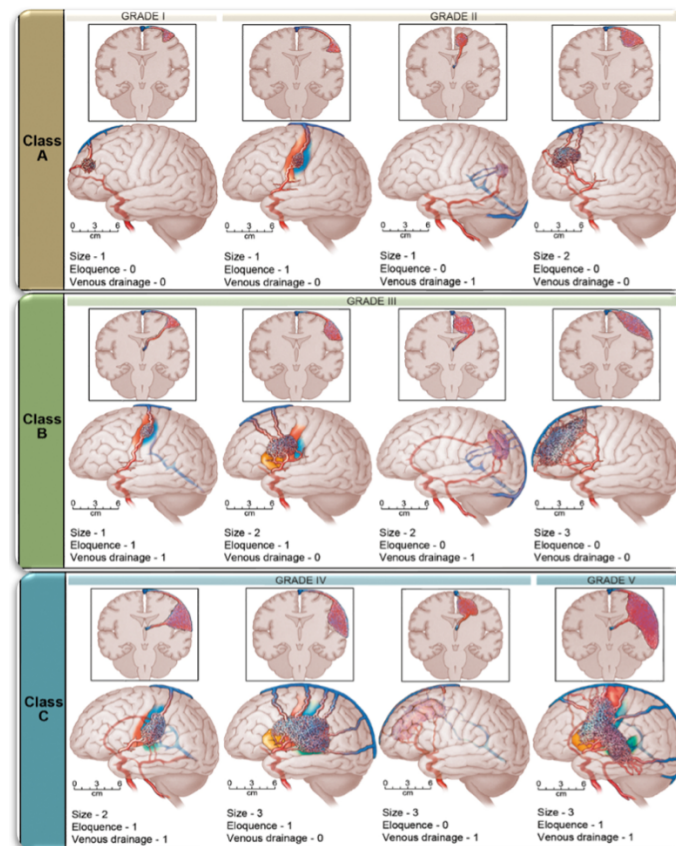 GRADE I
GRADE II
Class
A
0 3 6
cm
Size - 1
Eloquence - 0
Venous drainage - 0
0 3 6
cm
Size - 1
Eloquence - 1
Venous drainage - 0
0 3 6
cm
Size - 1
Eloquence - 0
Venous drainage - 1
0 3 6
cm
Size - 2
Eloquence - 0
Venous drainage - 0
GRADE III
Class
B
0 3 6
cm
Size - 1
Eloquence - 1
Venous drainage - 1
0 3 6
cm
Size - 2
Eloquence - 1
Venous drainage - 0
0 3 6
cm
Size - 2
Eloquence - 0
Venous drainage - 1
0 3 6
cm
Size - 3
Eloquence - 0
Venous drainage - 0
GRADE IV
GRADE V
Class
C
0 3 6
cm
Size - 2
Eloquence - 1
Venous drainage - 1
0 3 6
cm
Size - 3
Eloquence - 1
Venous drainage - 0
0 3 6
cm
Size - 3
Eloquence - 0
Venous drainage - 1
0 3 6
cm
Size - 3
Eloquence - 1
Venous drainage - 1